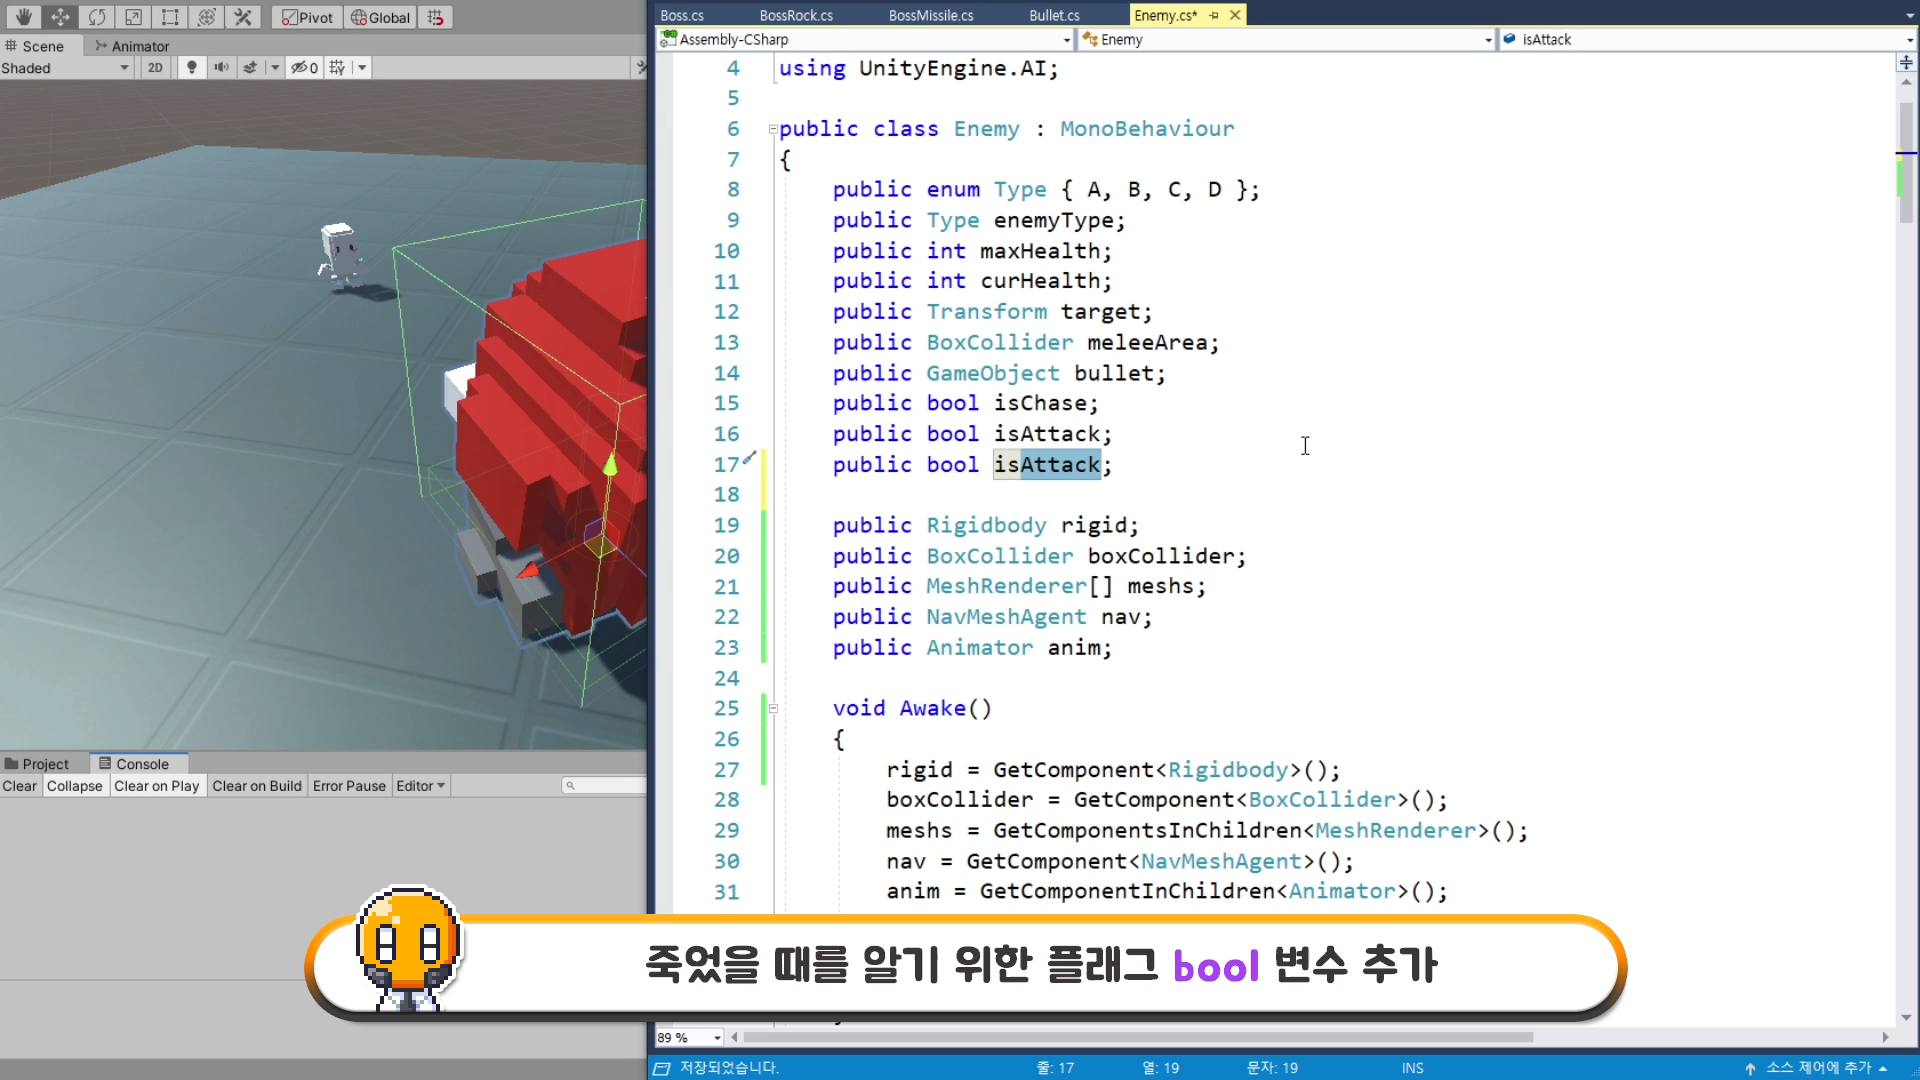 Pivot Global
Scene Animator
Shaded 2D 0
Boss.cs BossRock.cs BossMissile.cs Bullet.cs Enemy.cs*
Assembly-CSharp Enemy isAttack
4 using UnityEngine.AI;
5
6 public class Enemy : MonoBehaviour
7 {
8 public enum Type { A, B, C, D };
9 public Type enemyType;
10 public int maxHealth;
11 public int curHealth;
12 public Transform target;
13 public BoxCollider meleeArea;
14 public GameObject bullet;
15 public bool isChase;
16 public bool isAttack;
17 public bool isAttack;
18
19 public Rigidbody rigid;
20 public BoxCollider boxCollider;
21 public MeshRenderer[] meshs;
22 public NavMeshAgent nav;
23 public Animator anim;
24
25 void Awake()
26 {
27 rigid = GetComponent<Rigidbody>();
28 boxCollider = GetComponent<BoxCollider>();
29 meshs = GetComponentsInChildren<MeshRenderer>();
30 nav = GetComponent<NavMeshAgent>();
31 anim = GetComponentInChildren<Animator>();
Project Console
Clear Collapse Clear on Play Clear on Build Error Pause Editor
죽었을 때를 알기 위한 플래그 bool 변수 추가
89 %
저장되었습니다. 줄: 17 열: 19 문자: 19 INS 소스 제어에 추가